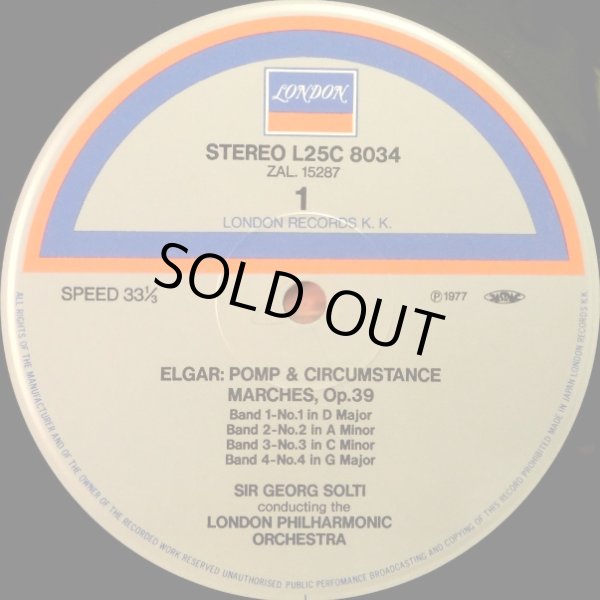 LONDON
STEREO L25C 8034
ZAL. 15287
1
LONDON RECORDS K. K.
SPEED 33⅓
Ⓟ1977
SOLD OUT
ELGAR: POMP & CIRCUMSTANCE
MARCHES, Op.39
Band 1-No.1 in D Major
Band 2-No.2 in A Minor
Band 3-No.3 in C Minor
Band 4-No.4 in G Major
SIR GEORG SOLTI
conducting the
LONDON PHILHARMONIC
ORCHESTRA
ALL RIGHTS OF THE MANUFACTURER AND OF THE OWNER OF THE RECORDED WORK RESERVED UNAUTHORISED PUBLIC PERFOMANCE BROADCASTING AND COPYING OF THIS RECORD PROHIBITED MADE IN JAPAN LONDON RECORDS K.K.